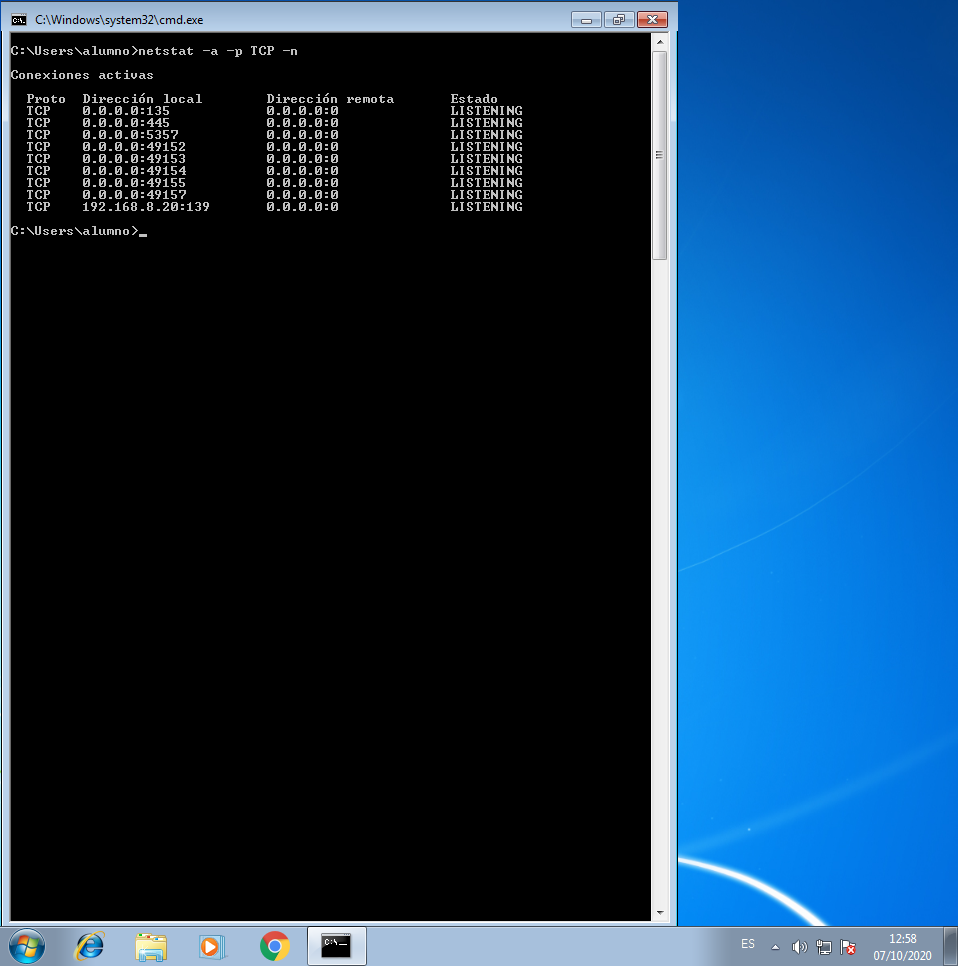 C:\Windows\system32\cmd.exe
C:\Users\alumno>netstat -a -p TCP -n
Conexiones activas
Proto Dirección local Dirección remota Estado
TCP 0.0.0.0:135 0.0.0.0:0 LISTENING
TCP 0.0.0.0:445 0.0.0.0:0 LISTENING
TCP 0.0.0.0:5357 0.0.0.0:0 LISTENING
TCP 0.0.0.0:49152 0.0.0.0:0 LISTENING
TCP 0.0.0.0:49153 0.0.0.0:0 LISTENING
TCP 0.0.0.0:49154 0.0.0.0:0 LISTENING
TCP 0.0.0.0:49155 0.0.0.0:0 LISTENING
TCP 0.0.0.0:49157 0.0.0.0:0 LISTENING
TCP 192.168.8.20:139 0.0.0.0:0 LISTENING
C:\Users\alumno>_
ES
12:58
07/10/2020